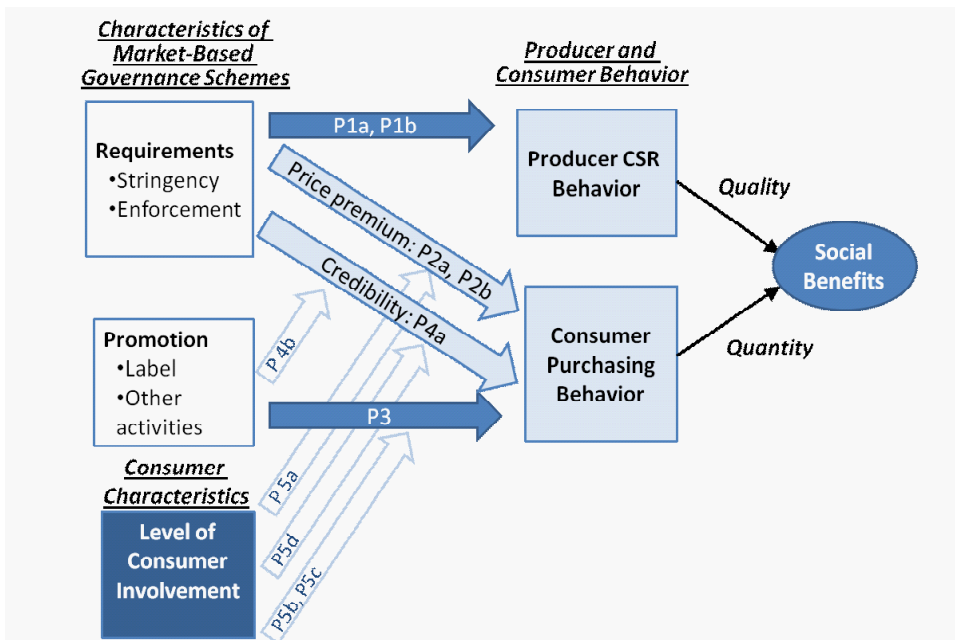 Characteristics of
Market-Based
Governance Schemes
Producer and
Consumer Behavior
Requirements
•Stringency
•Enforcement
P1a, P1b
Price premium: P2a, P2b
Credibility: P4a
Producer CSR
Behavior
Quality
Social
Benefits
Promotion
•Label
•Other
activities
P 4b
P3
Consumer
Purchasing
Behavior
Quantity
Consumer
Characteristics
Level of
Consumer
Involvement
P 5a
P5d
P5b, P5c